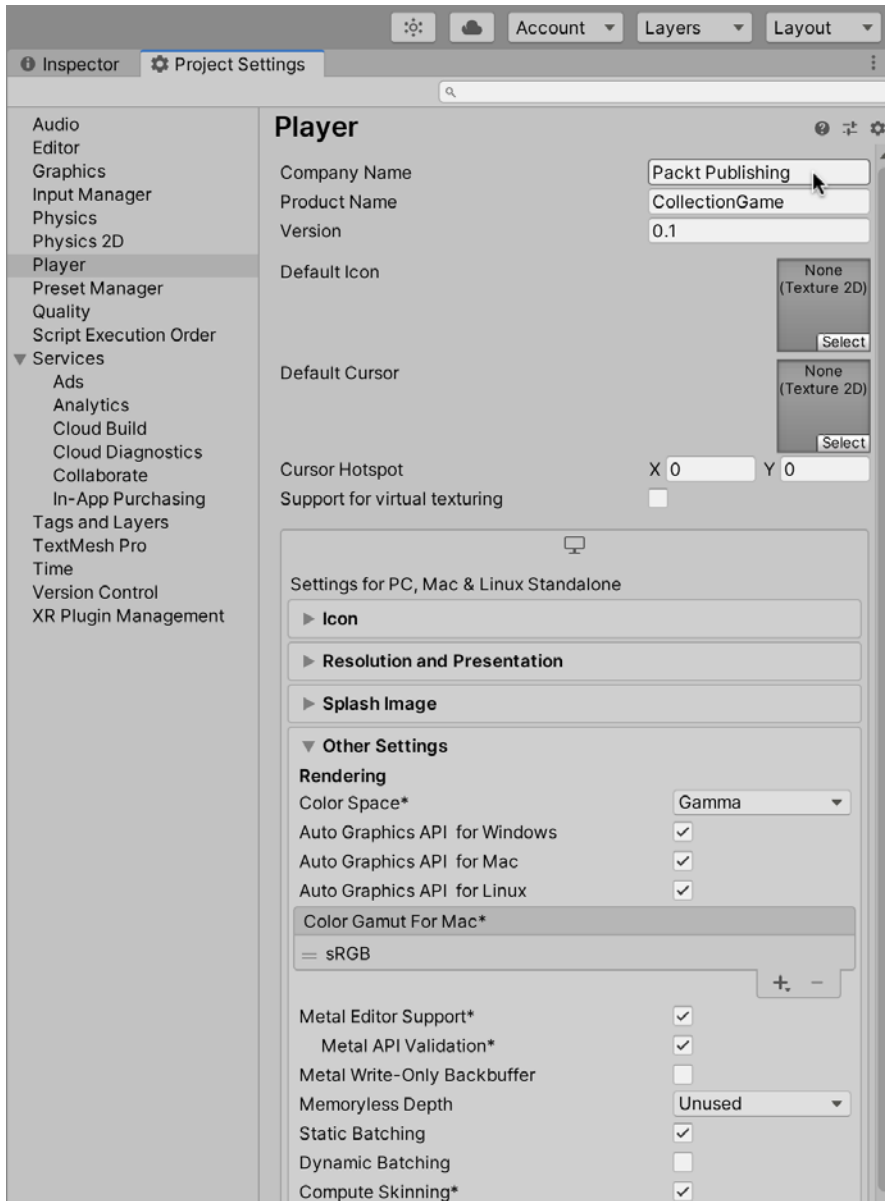 Account Layers Layout
Inspector Project Settings
Audio
Editor
Graphics
Input Manager
Physics
Physics 2D
Player
Preset Manager
Quality
Script Execution Order
Services
Ads
Analytics
Cloud Build
Cloud Diagnostics
Collaborate
In-App Purchasing
Tags and Layers
TextMesh Pro
Time
Version Control
XR Plugin Management
Player
Company Name Packt Publishing
Product Name CollectionGame
Version 0.1
Default Icon None
(Texture 2D)
Select
Default Cursor None
(Texture 2D)
Select
Cursor Hotspot X 0 Y 0
Support for virtual texturing
Settings for PC, Mac & Linux Standalone
Icon
Resolution and Presentation
Splash Image
Other Settings
Rendering
Color Space* Gamma
Auto Graphics API for Windows
Auto Graphics API for Mac
Auto Graphics API for Linux
Color Gamut For Mac*
sRGB
Metal Editor Support*
Metal API Validation*
Metal Write-Only Backbuffer
Memoryless Depth Unused
Static Batching
Dynamic Batching
Compute Skinning*